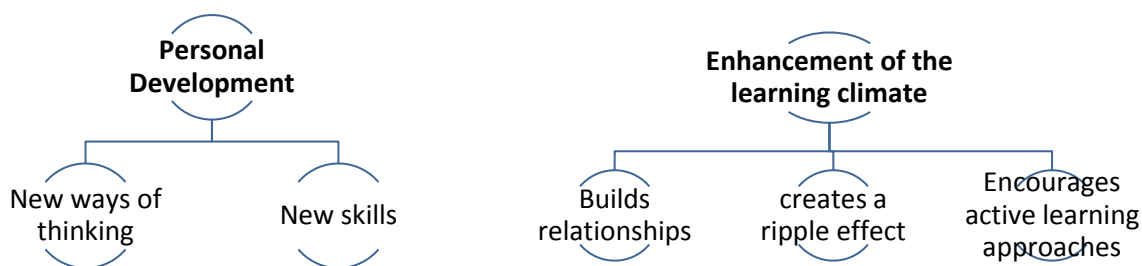 Personal
Development
New ways of
thinking
New skills
Enhancement of the
learning climate
Builds
relationships
creates a
ripple effect
Encourages
active learning
approaches